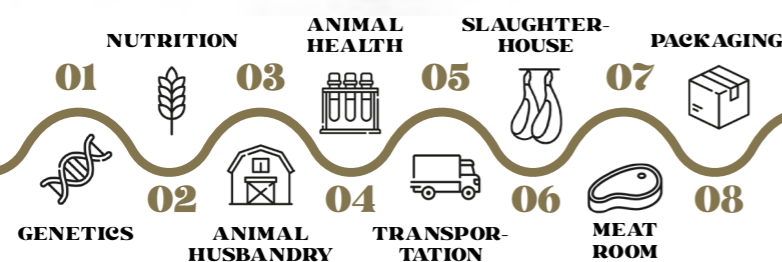 01
GENETICS
NUTRITION
02
03
ANIMAL
HUSBANDRY
ANIMAL
HEALTH
04
05
TRANSPOR-
TATION
SLAUGHTER-
HOUSE
06
07
MEAT
ROOM
PACKAGING
08